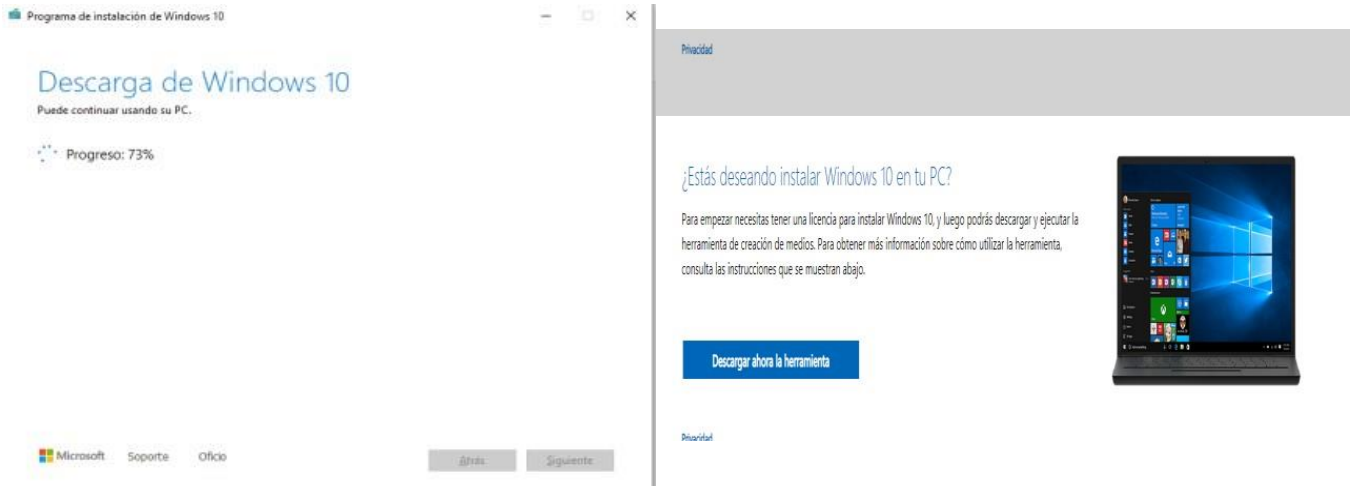 Programa de instalación de Windows 10
Descarga de Windows 10
Puede continuar usando su PC.
Progreso: 73%
Microsoft Soporte Oficio
Atrás Siguiente
Privacidad
¿Estás deseando instalar Windows 10 en tu PC?
Para empezar necesitas tener una licencia para instalar Windows 10, y luego podrás descargar y ejecutar la
herramienta de creación de medios. Para obtener más información sobre cómo utilizar la herramienta,
consulta las instrucciones que se muestran abajo.
Descargar ahora la herramienta
Privacidad